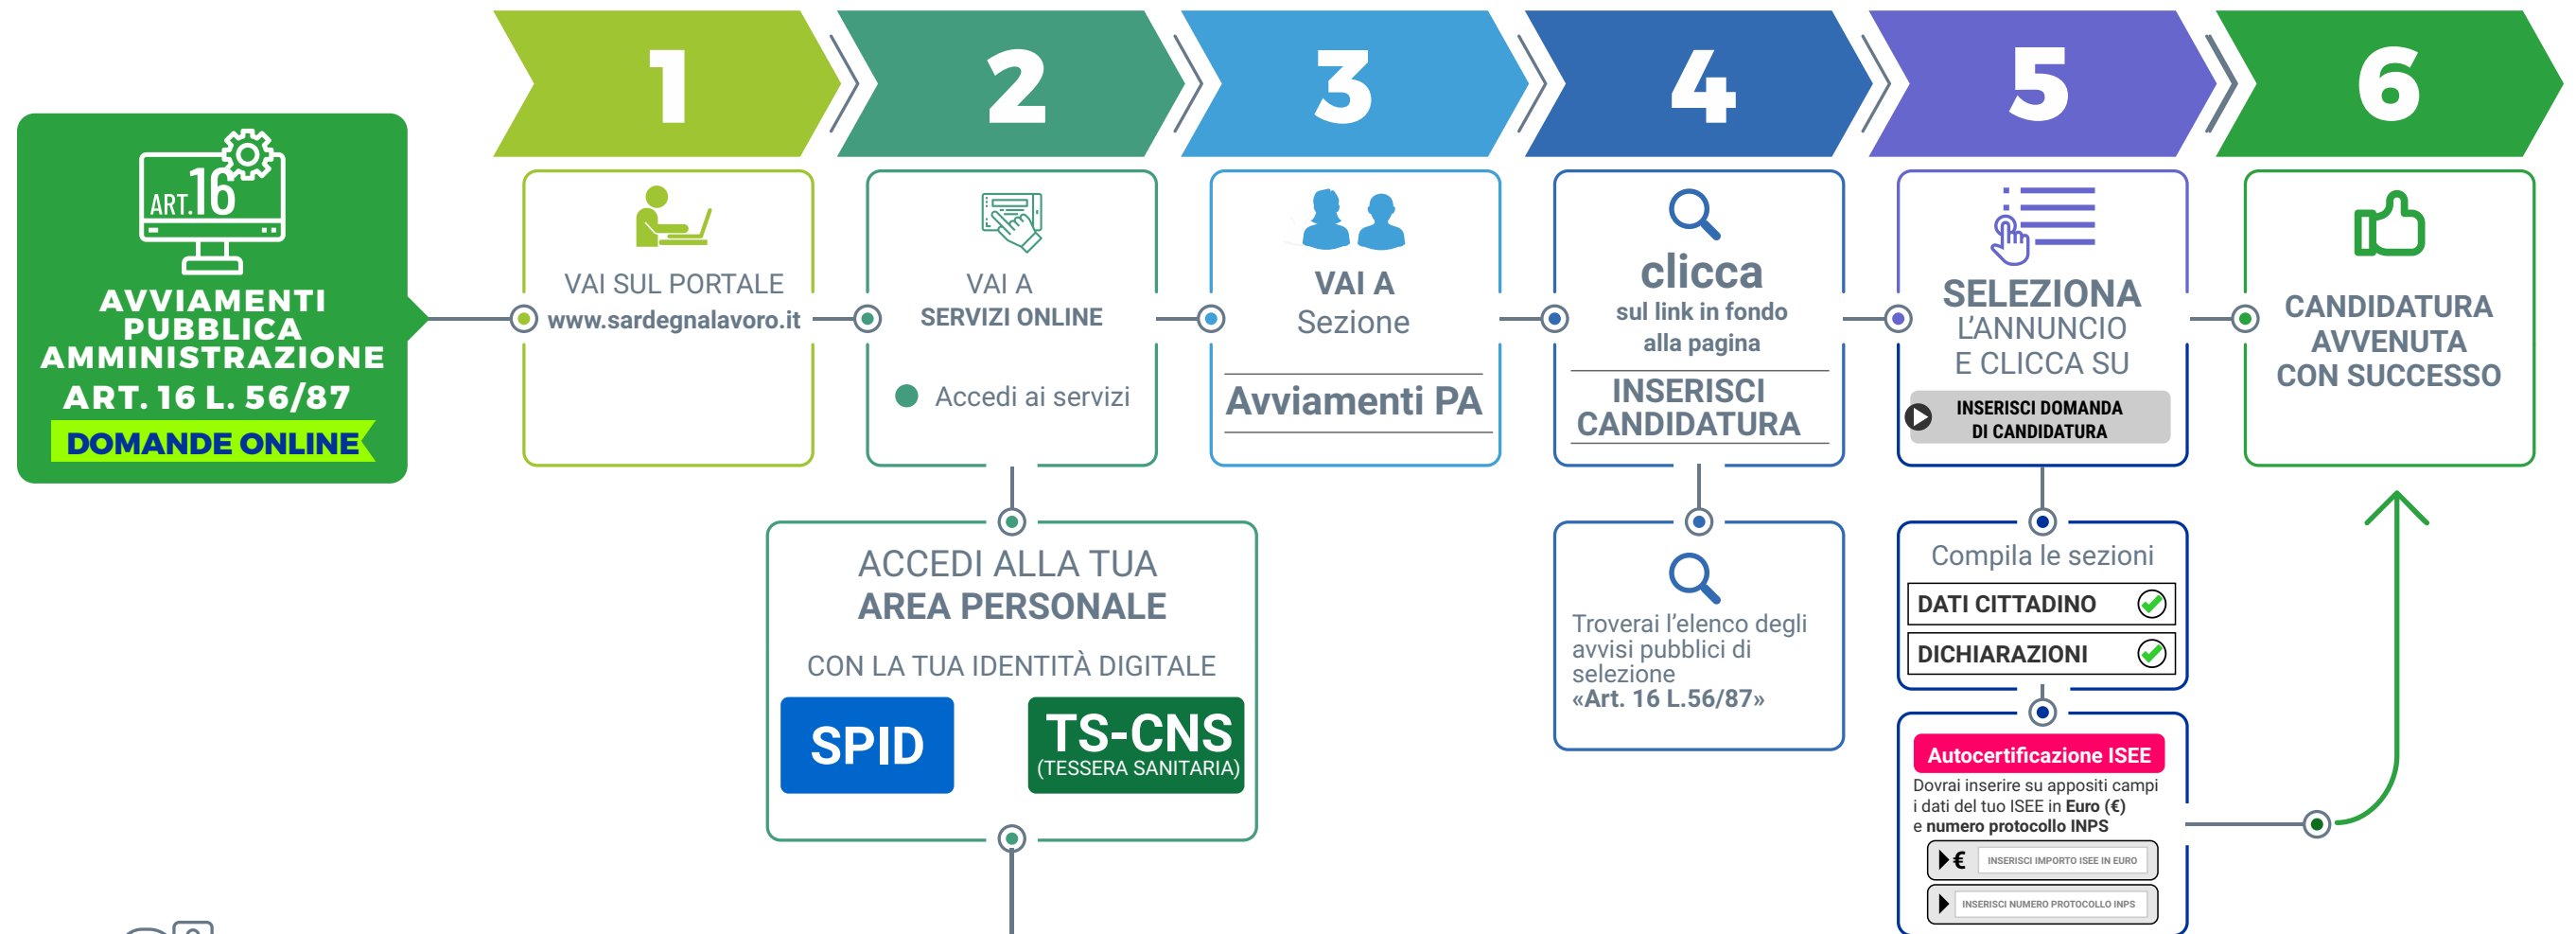 ART.16
AVVIAMENTI
PUBBLICA
AMMINISTRAZIONE
ART. 16 L. 56/87
DOMANDE ONLINE
1
VAI SUL PORTALE
www.sardegnalavoro.it
2
VAI A
SERVIZI ONLINE
Accedi ai servizi
ACCEDI ALLA TUA
AREA PERSONALE
CON LA TUA IDENTITÀ DIGITALE
SPID
TS-CNS
(TESSERA SANITARIA)
3
VAI A
Sezione
Avviamenti PA
4
clicca
sul link in fondo
alla pagina
INSERISCI
CANDIDATURA
Troverai l'elenco degli
avvisi pubblici di
selezione
«Art. 16 L.56/87»
5
SELEZIONA
L'ANNUNCIO
E CLICCA SU
INSERISCI DOMANDA
DI CANDIDATURA
Compila le sezioni
DATI CITTADINO
DICHIARAZIONI
Autocertificazione ISEE
Dovrai inserire su appositi campi
i dati del tuo ISEE in Euro (€)
e numero protocollo INPS
€ INSERISCI IMPORTO ISEE IN EURO
INSERISCI NUMERO PROTOCOLLO INPS
6
CANDIDATURA
AVVENUTA
CON SUCCESSO